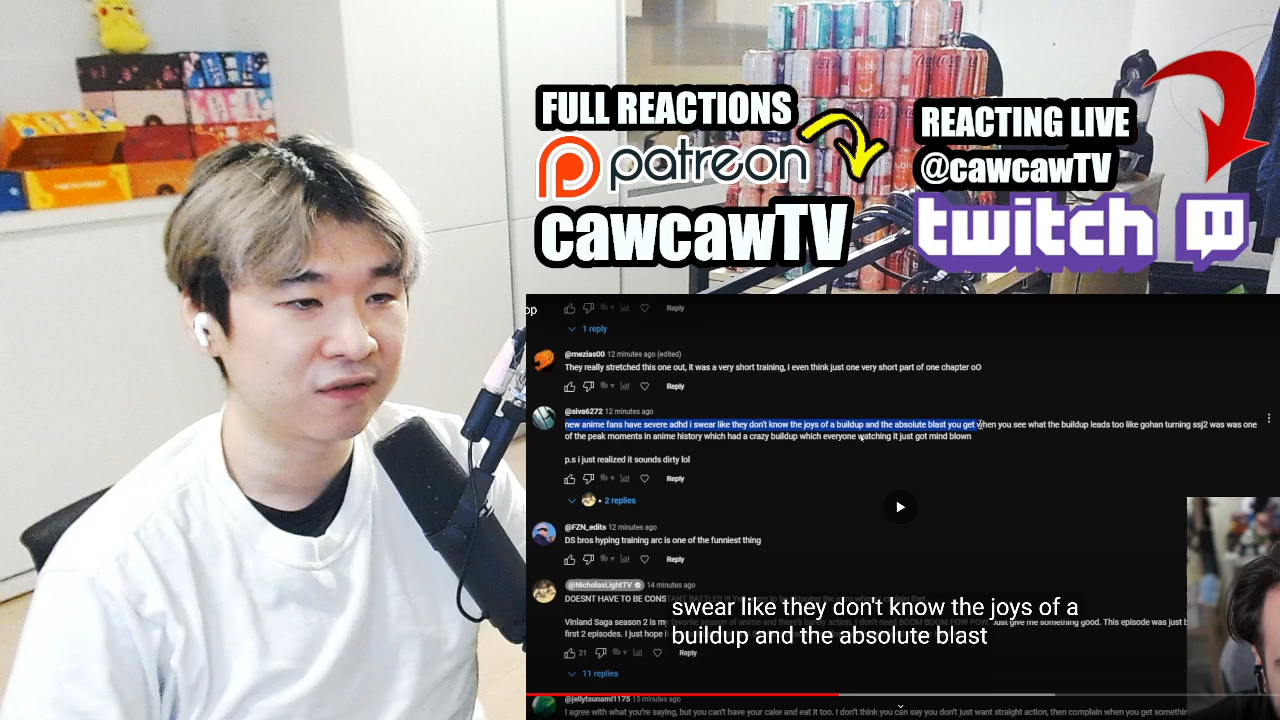 FULL REACTIONS
patreon
cawcawTV
REACTING LIVE
@cawcawTV
twitch
op
Reply
1 reply
@mezias00 12 minutes ago (edited)
They really stretched this one out, it was a very short training, i even think just one very short part of one chapter oO
Reply
@siva6272 12 minutes ago
new anime fans have severe adhd i swear like they don't know the joys of a buildup and the absolute blast you get when you see what the buildup leads too like gohan turning ssj2 was was one
of the peak moments in anime history which had a crazy buildup which everyone watching it just got mind blown
p.s i just realized it sounds dirty lol
Reply
2 replies
@FZN_edits 12 minutes ago
DS bros hyping training arc is one of the funniest thing
Reply
@NicholasLightTV 14 minutes ago
DOESNT HAVE TO BE CONSTANT BATTLES !!
Vinland Saga season 2 is my favorite season of anime and there's barely action. I don't need BOOM BOOM POW POW. Just give me something good. This episode was just b
first 2 episodes. I just hope i
swear like they don't know the joys of a
buildup and the absolute blast
21 Reply
11 replies
@jellytsunami1175 15 minutes ago
I agree with what you're saying, but you can't have your cake and eat it too. I don't think you can say you don't just want straight action, then complain when you get somethin